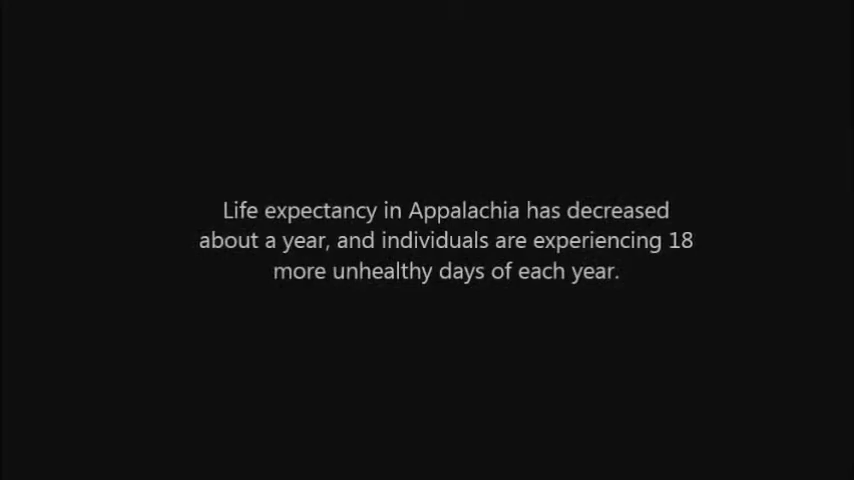 Life expectancy in Appalachia has decreased
about a year, and individuals are experiencing 18
more unhealthy days of each year.